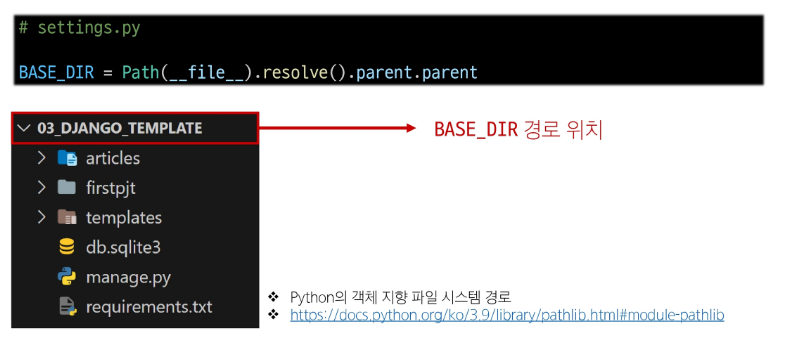 # settings.py
BASE_DIR = Path(__file__).resolve().parent.parent
03_DJANGO_TEMPLATE
BASE_DIR 경로 위치
articles
firstpjt
templates
db.sqlite3
manage.py
requirements.txt
❖ Python의 객체 지향 파일 시스템 경로
❖ https://docs.python.org/ko/3.9/library/pathlib.html#module-pathlib